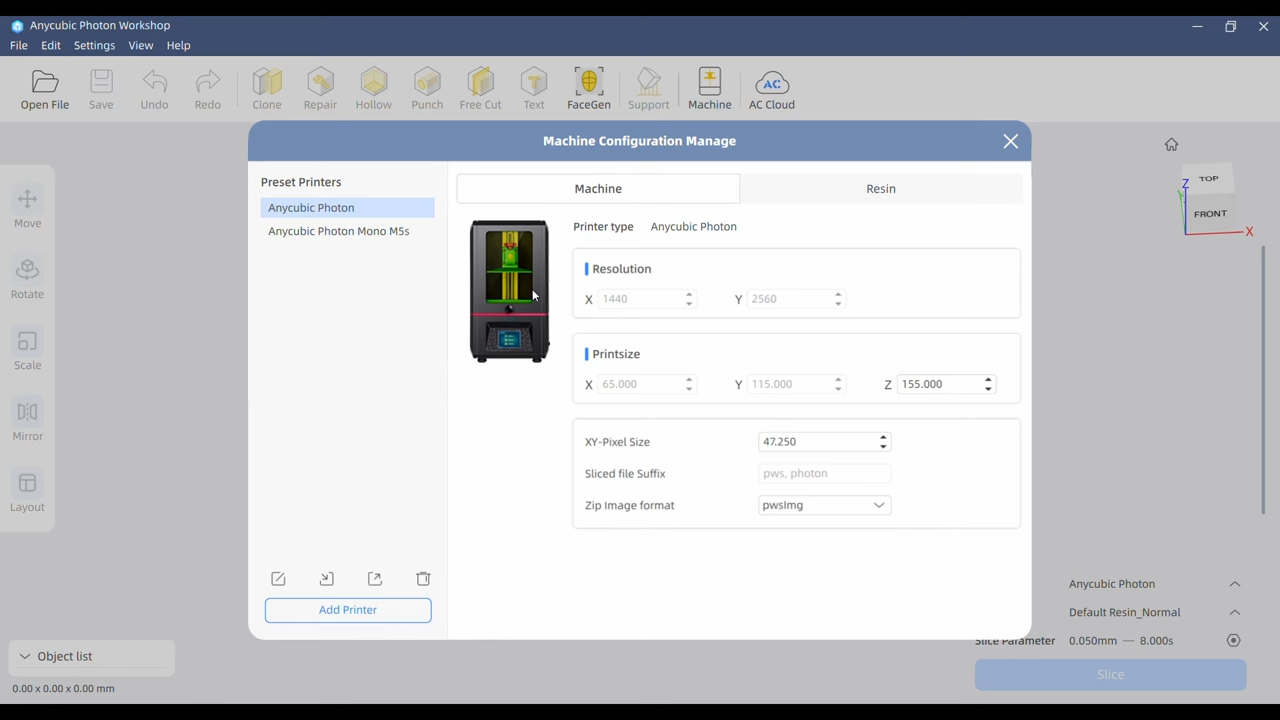 Anycubic Photon Workshop
File Edit Settings View Help
Open File Save Undo Redo Clone Repair Hollow Punch Free Cut Text FaceGen Support Machine AC AC Cloud
Machine Configuration Manage
Preset Printers
Anycubic Photon
Anycubic Photon Mono M5s
Add Printer
Machine Resin
Printer type Anycubic Photon
Resolution
X 1440 Y 2560
Printsize
X 65.000 Y 115.000 Z 155.000
XY-Pixel Size 47.250
Sliced file Suffix pws, photon
Zip Image format pwsImg
Move
Rotate
Scale
Mirror
Layout
TOP
Z
Y
FRONT
X
Anycubic Photon
Default Resin_Normal
Slice Parameter 0.050mm — 8.000s
Slice
Object list
0.00 x 0.00 x 0.00 mm